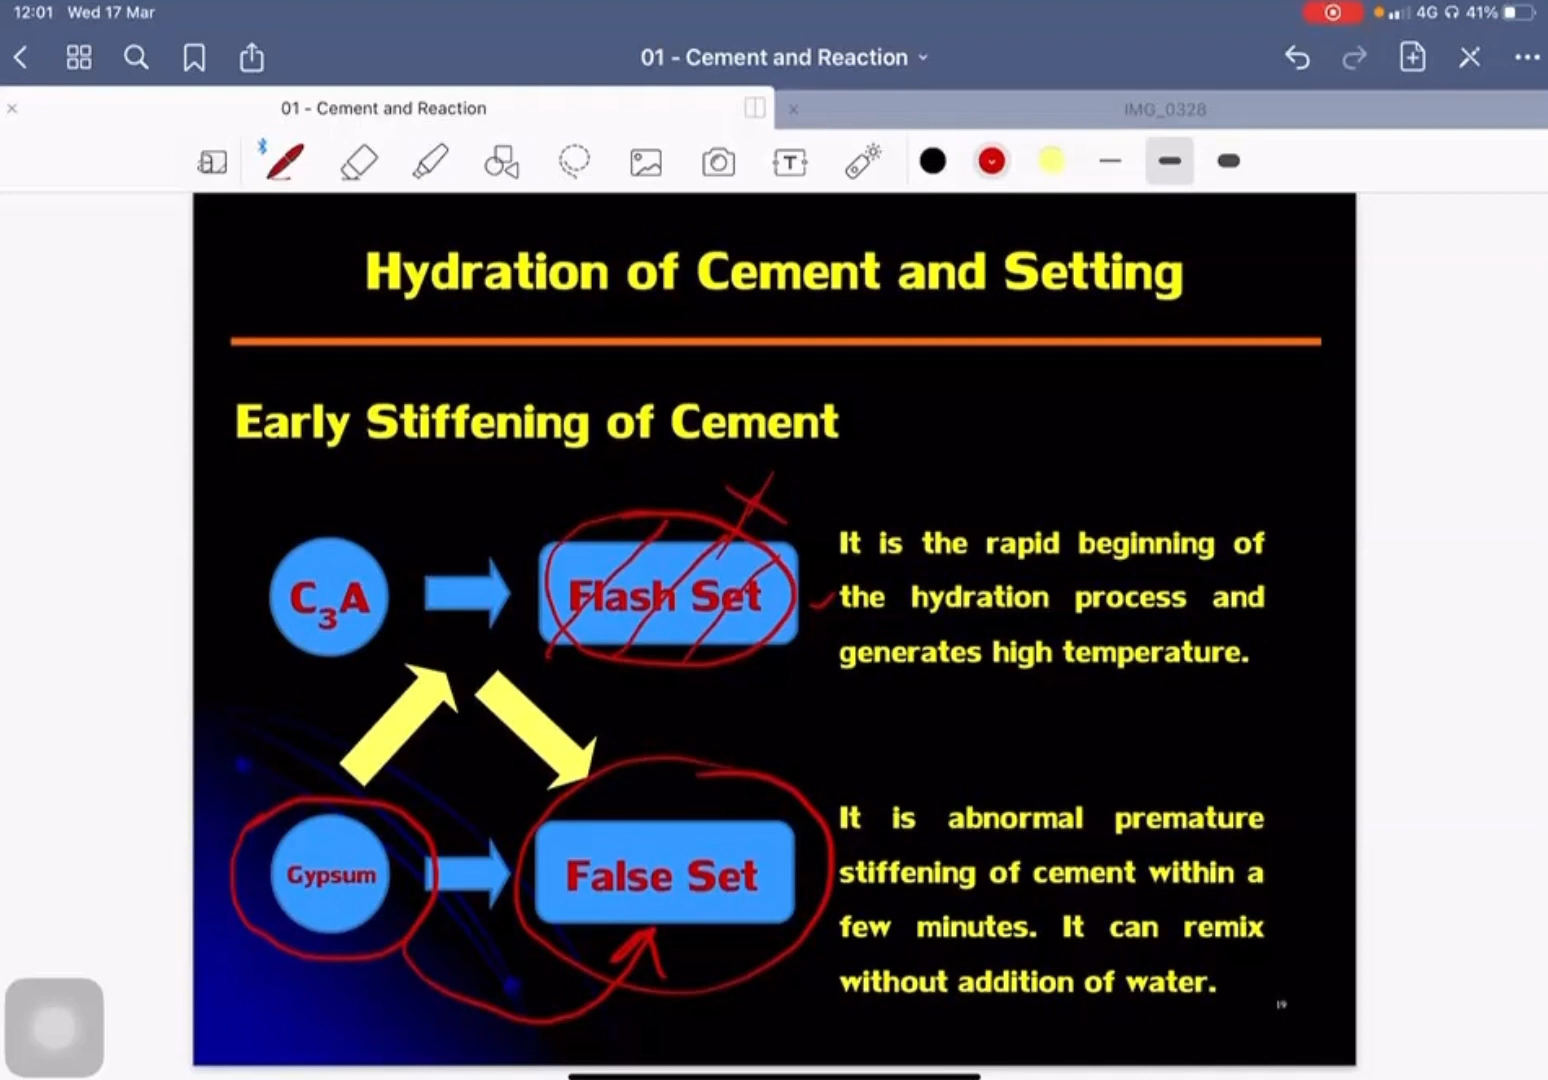 12:01 Wed 17 Mar
4G 41%
01 - Cement and Reaction
01 - Cement and Reaction
IMG_0328
T
Hydration of Cement and Setting
Early Stiffening of Cement
C3A
Flash Set
It is the rapid beginning of
the hydration process and
generates high temperature.
Gypsum
False Set
It is abnormal premature
stiffening of cement within a
few minutes. It can remix
without addition of water.
19